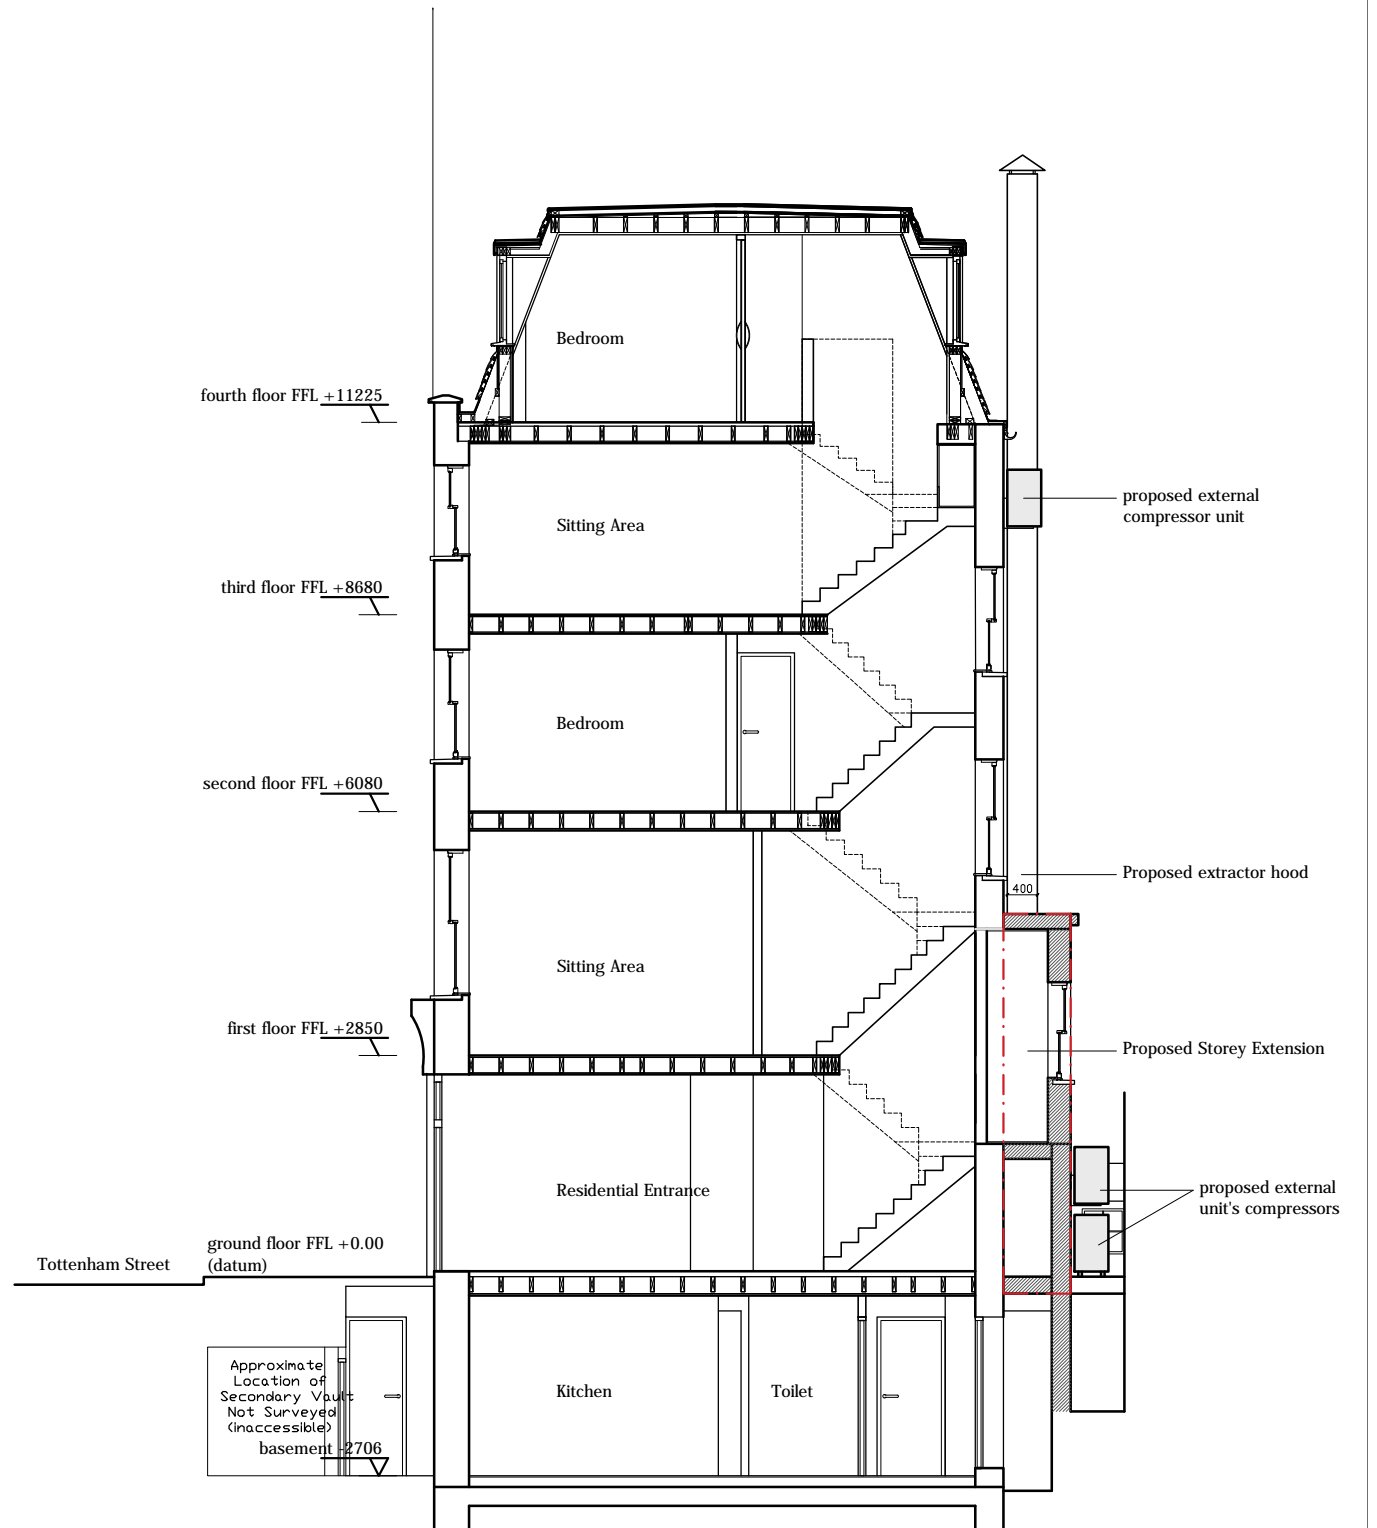 Bedroom
fourth floor FFL +11225
proposed external
compressor unit
Sitting Area
third floor FFL +8680
Bedroom
second floor FFL +6080
Proposed extractor hood
400
Sitting Area
first floor FFL +2850
Proposed Storey Extension
Residential Entrance
proposed external
unit's compressors
ground floor FFL +0.00
(datum)
Tottenham Street
Approximate
Location of
Secondary Vault
Not Surveyed
(inaccessible)
Kitchen
Toilet
basement -2706